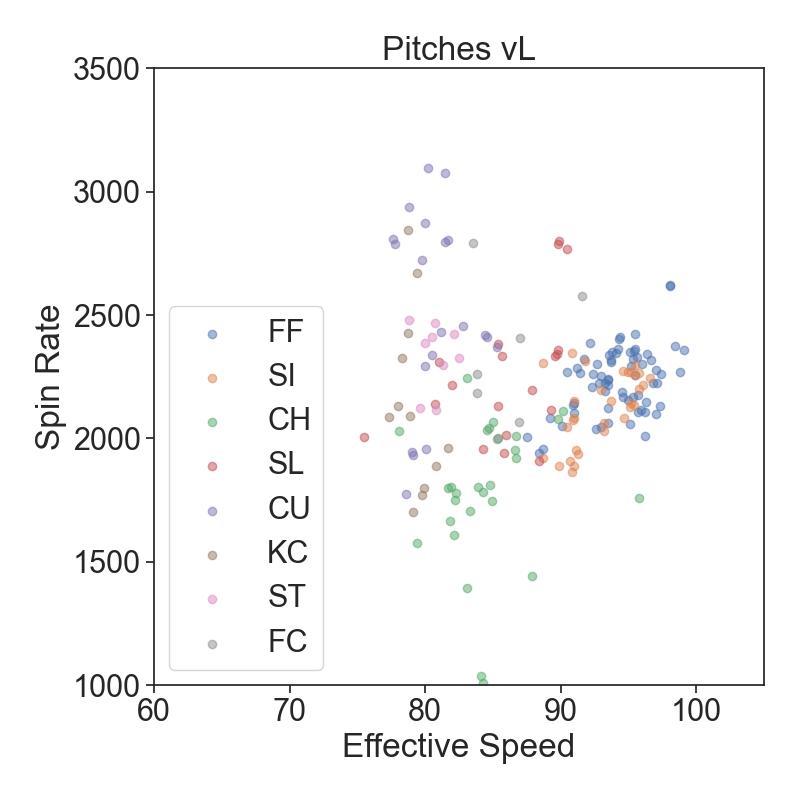 Pitches vL
3500
3000
2500
2000
1500
1000
Spin Rate
FF
SI
CH
SL
CU
KC
ST
FC
60 70 80 90 100
Effective Speed